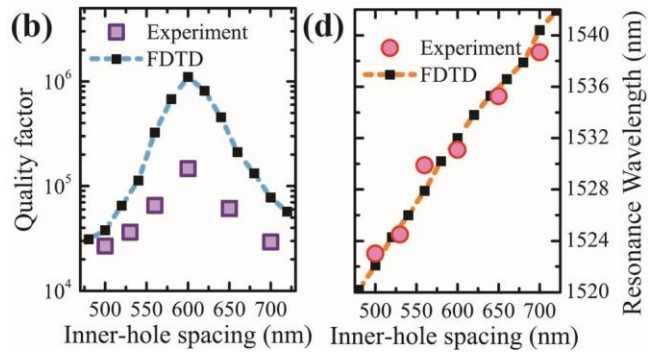 (b)
Experiment
FDTD
Quality factor
10^6
10^5
10^4
500 550 600 650 700
Inner-hole spacing (nm)
(d)
Experiment
FDTD
Resonance Wavelength (nm)
1540
1536
1532
1528
1524
1520
500 550 600 650 700
Inner-hole spacing (nm)